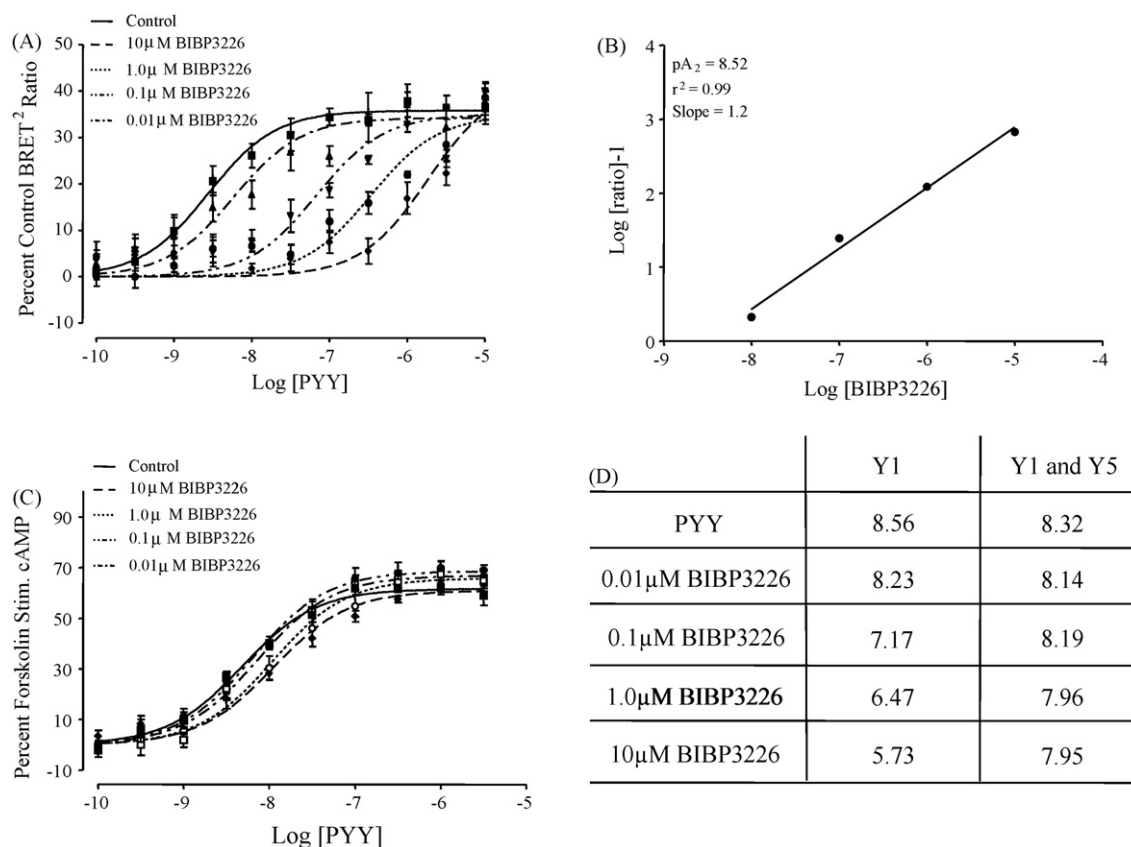 (A)
Control
10μM BIBP3226
1.0μ M BIBP3226
0.1μ M BIBP3226
0.01μ M BIBP3226
Percent Control BRET² Ratio
50
40
30
20
10
0
-10
-10 -9 -8 -7 -6 -5
Log [PYY]
(B)
pA₂ = 8.52
r² = 0.99
Slope = 1.2
Log [ratio]-1
4
3
2
1
0
-9 -8 -7 -6 -5 -4
Log [BIBP3226]
(C)
Control
10μM BIBP3226
1.0μ M BIBP3226
0.1μ M BIBP3226
0.01μ M BIBP3226
Percent Forskolin Stim. cAMP
90
70
50
30
10
-10
-10 -9 -8 -7 -6 -5
Log [PYY]
(D)
Y1 Y1 and Y5
PYY 8.56 8.32
0.01μM BIBP3226 8.23 8.14
0.1μM BIBP3226 7.17 8.19
1.0μM BIBP3226 6.47 7.96
10μM BIBP3226 5.73 7.95